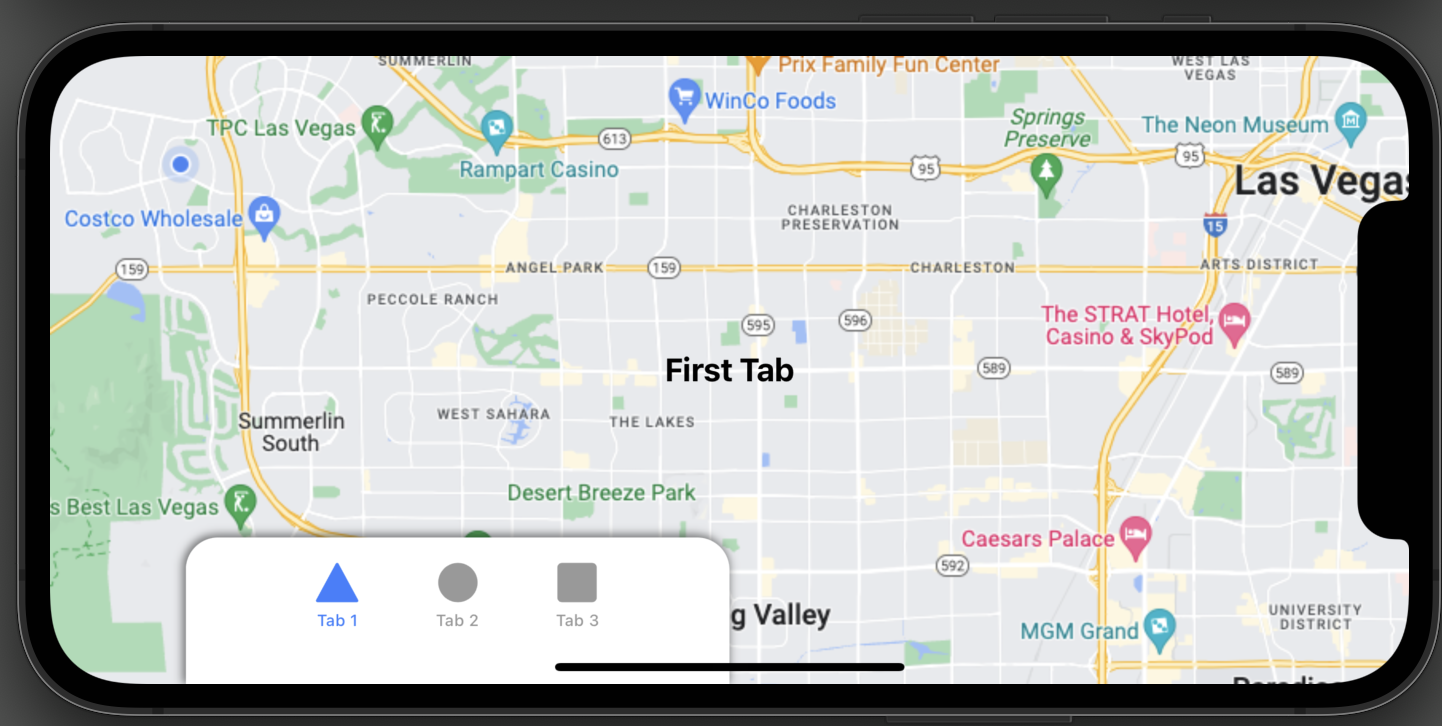 SUMMERLIN
Prix Family Fun Center
WEST LAS
VEGAS
WinCo Foods
TPC Las Vegas
613
Springs
Preserve
The Neon Museum
Rampart Casino
95
95
Las Vegas
Costco Wholesale
CHARLESTON
PRESERVATION
15
159
ANGEL PARK
159
CHARLESTON
ARTS DISTRICT
PECCOLE RANCH
595
596
The STRAT Hotel,
Casino & SkyPod
First Tab
589
589
Summerlin
South
WEST SAHARA
THE LAKES
Desert Breeze Park
s Best Las Vegas
Caesars Palace
592
Tab 1
Tab 2
Tab 3
g Valley
MGM Grand
UNIVERSITY
DISTRICT